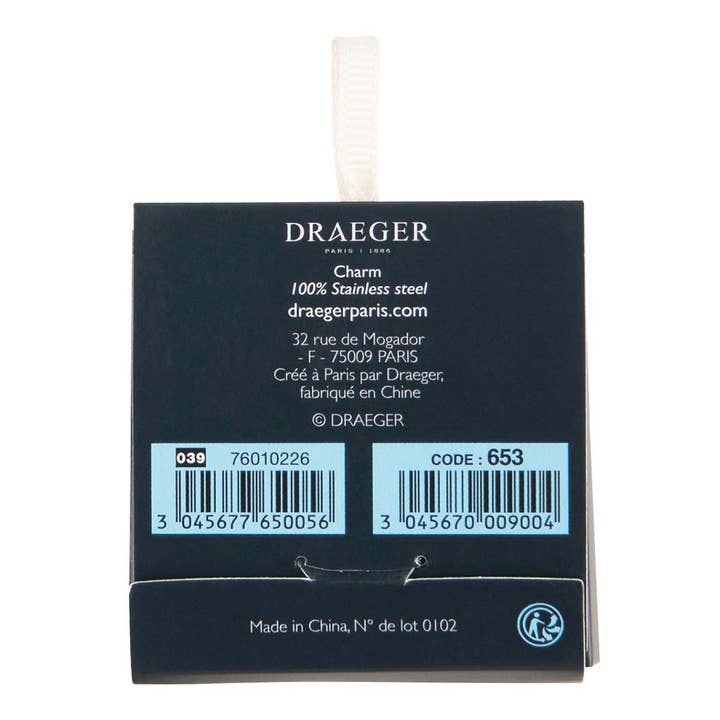 DRAEGER
PARIS | 1886
Charm
100% Stainless steel
draegerparis.com
32 rue de Mogador
- F - 75009 PARIS
Créé à Paris par Draeger,
fabriqué en Chine
© DRAEGER
039 76010226
3 045677 650056
CODE : 653
3 045670 009004
Made in China, N° de lot 0102